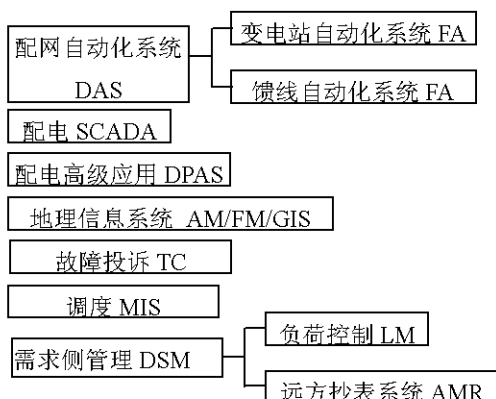 配网自动化系统
DAS
变电站自动化系统 FA
馈线自动化系统 FA
配电 SCADA
配电高级应用 DPAS
地理信息系统 AM/FM/GIS
故障投诉 TC
调度 MIS
需求侧管理 DSM
负荷控制 LM
远方抄表系统 AMR